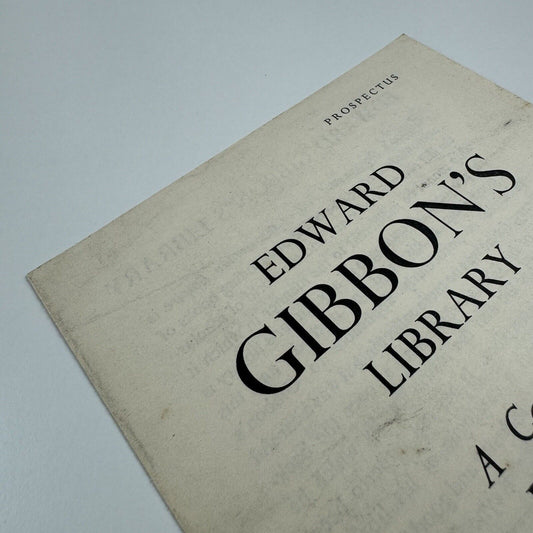 PROSPECTUS
EDWARD
GIBBON'S
LIBRARY
A